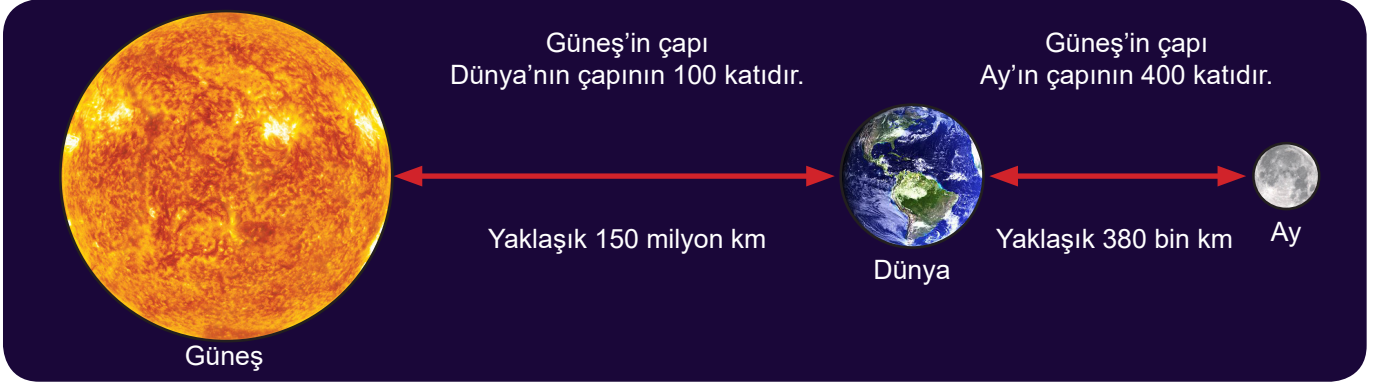 Güneş’in çapı
Dünya’nın çapının 100 katıdır.
Güneş’in çapı
Ay’ın çapının 400 katıdır.
Yaklaşık 150 milyon km
Yaklaşık 380 bin km
Ay
Dünya
Güneş